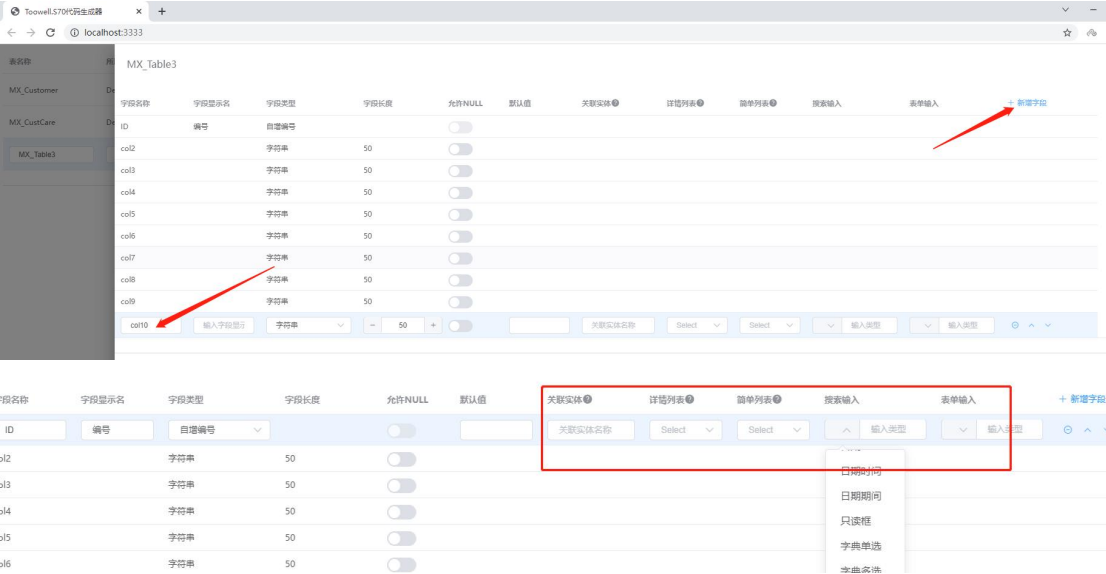 Toowell.S70代码生成器 × +
localhost:3333
表名称
MX_Table3
MX_Customer De
字段名称 字段显示名 字段类型 字段长度 允许NULL 默认值 关联实体 详情列表 简单列表 搜索输入 表单输入 + 新增字段
MX_CustCare De
ID 编号 自增编号
MX_Table3
col2 字符串 50
col3 字符串 50
col4 字符串 50
col5 字符串 50
col6 字符串 50
col7 字符串 50
col8 字符串 50
col9 字符串 50
col10 输入字段显示 字符串 - 50 + 关联实体名称 Select Select 输入类型 输入类型
字段名称 字段显示名 字段类型 字段长度 允许NULL 默认值 关联实体 详情列表 简单列表 搜索输入 表单输入 + 新增字段
ID 编号 自增编号 关联实体名称 Select Select 输入类型 输入类型
ol2 字符串 50
日期时间
ol3 字符串 50
日期期间
ol4 字符串 50
只读框
ol5 字符串 50
字典单选
ol6 字符串 50
字典多选